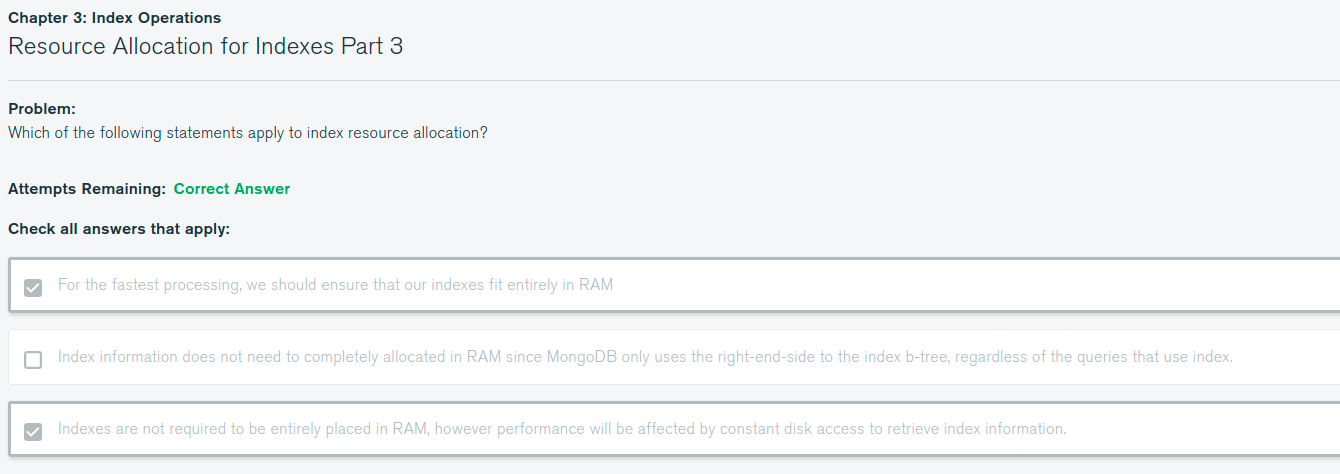 Chapter 3: Index Operations
Resource Allocation for Indexes Part 3
Problem:
Which of the following statements apply to index resource allocation?
Attempts Remaining: Correct Answer
Check all answers that apply:
For the fastest processing, we should ensure that our indexes fit entirely in RAM
Index information does not need to completely allocated in RAM since MongoDB only uses the right-end-side to the index b-tree, regardless of the queries that use index.
Indexes are not required to be entirely placed in RAM, however performance will be affected by constant disk access to retrieve index information.